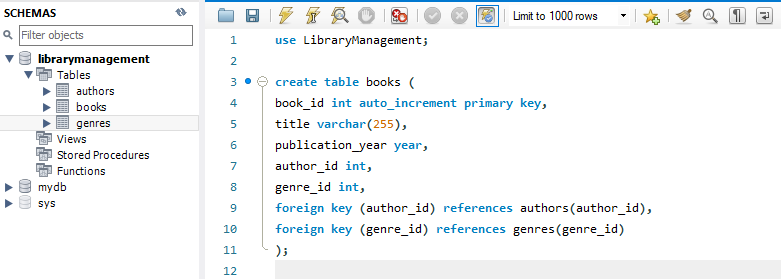 SCHEMAS
Filter objects
librarymanagement
Tables
authors
books
genres
Views
Stored Procedures
Functions
mydb
sys
Limit to 1000 rows
1 use LibraryManagement;
2
3 create table books (
4 book_id int auto_increment primary key,
5 title varchar(255),
6 publication_year year,
7 author_id int,
8 genre_id int,
9 foreign key (author_id) references authors(author_id),
10 foreign key (genre_id) references genres(genre_id)
11 );
12